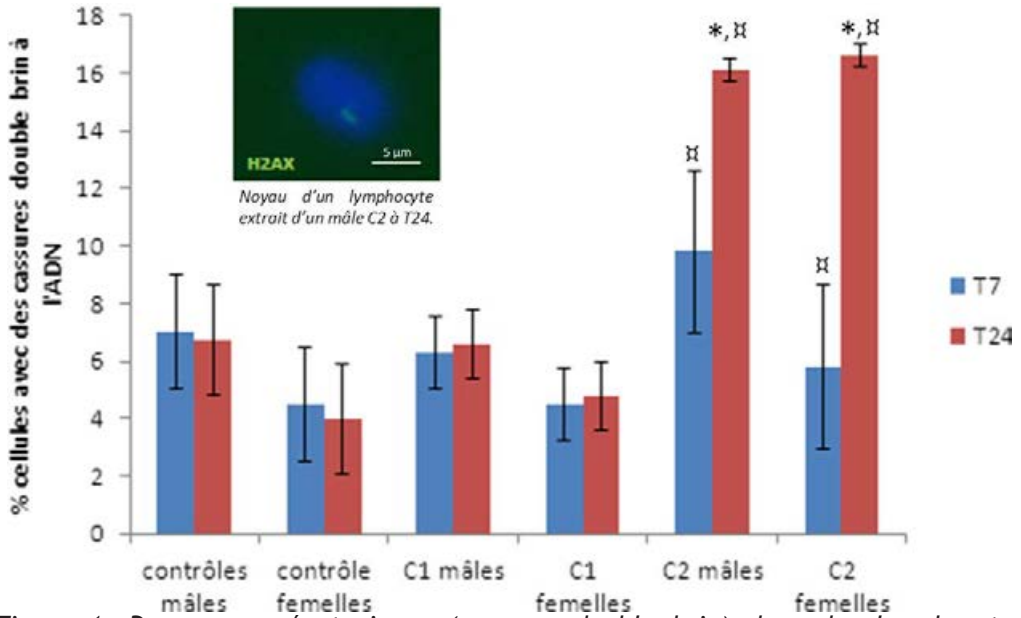 % cellules avec des cassures double brin à
l'ADN
18
16
14
12
10
8
6
4
2
0
H2AX
5 µm
Noyau d'un lymphocyte
extrait d'un mâle C2 à T24.
*,¤
*,¤
¤
¤
T7
T24
contrôles
mâles
contrôle
femelles
C1 mâles
C1
femelles
C2 mâles
C2
femelles